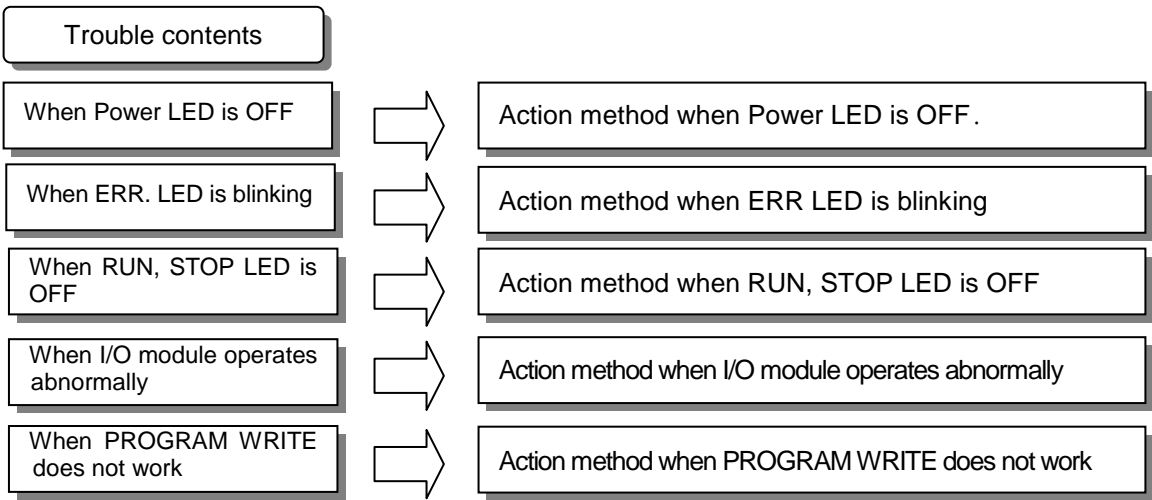 Trouble contents
When Power LED is OFF
Action method when Power LED is OFF.
When ERR. LED is blinking
Action method when ERR LED is blinking
When RUN, STOP LED is
OFF
Action method when RUN, STOP LED is OFF
When I/O module operates
abnormally
Action method when I/O module operates abnormally
When PROGRAM WRITE
does not work
Action method when PROGRAM WRITE does not work